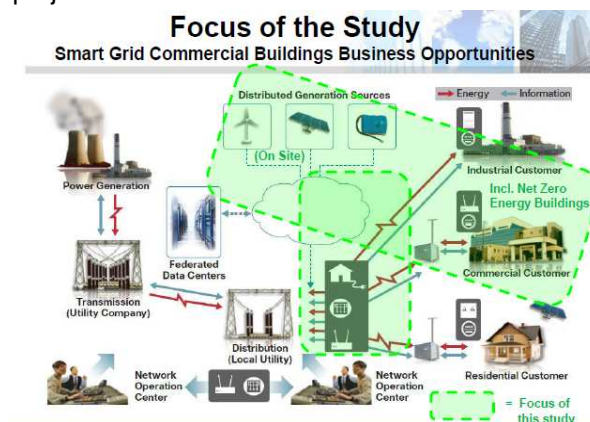 Focus of the Study
Smart Grid Commercial Buildings Business Opportunities
Distributed Generation Sources
Energy
Information
(On Site)
Power Generation
Industrial Customer
Incl. Net Zero
Energy Buildings
Federated
Data Centers
Commercial Customer
Transmission
(Utility Company)
Distribution
(Local Utility)
Network
Operation
Center
Network
Operation
Center
Residential Customer
= Focus of
this study